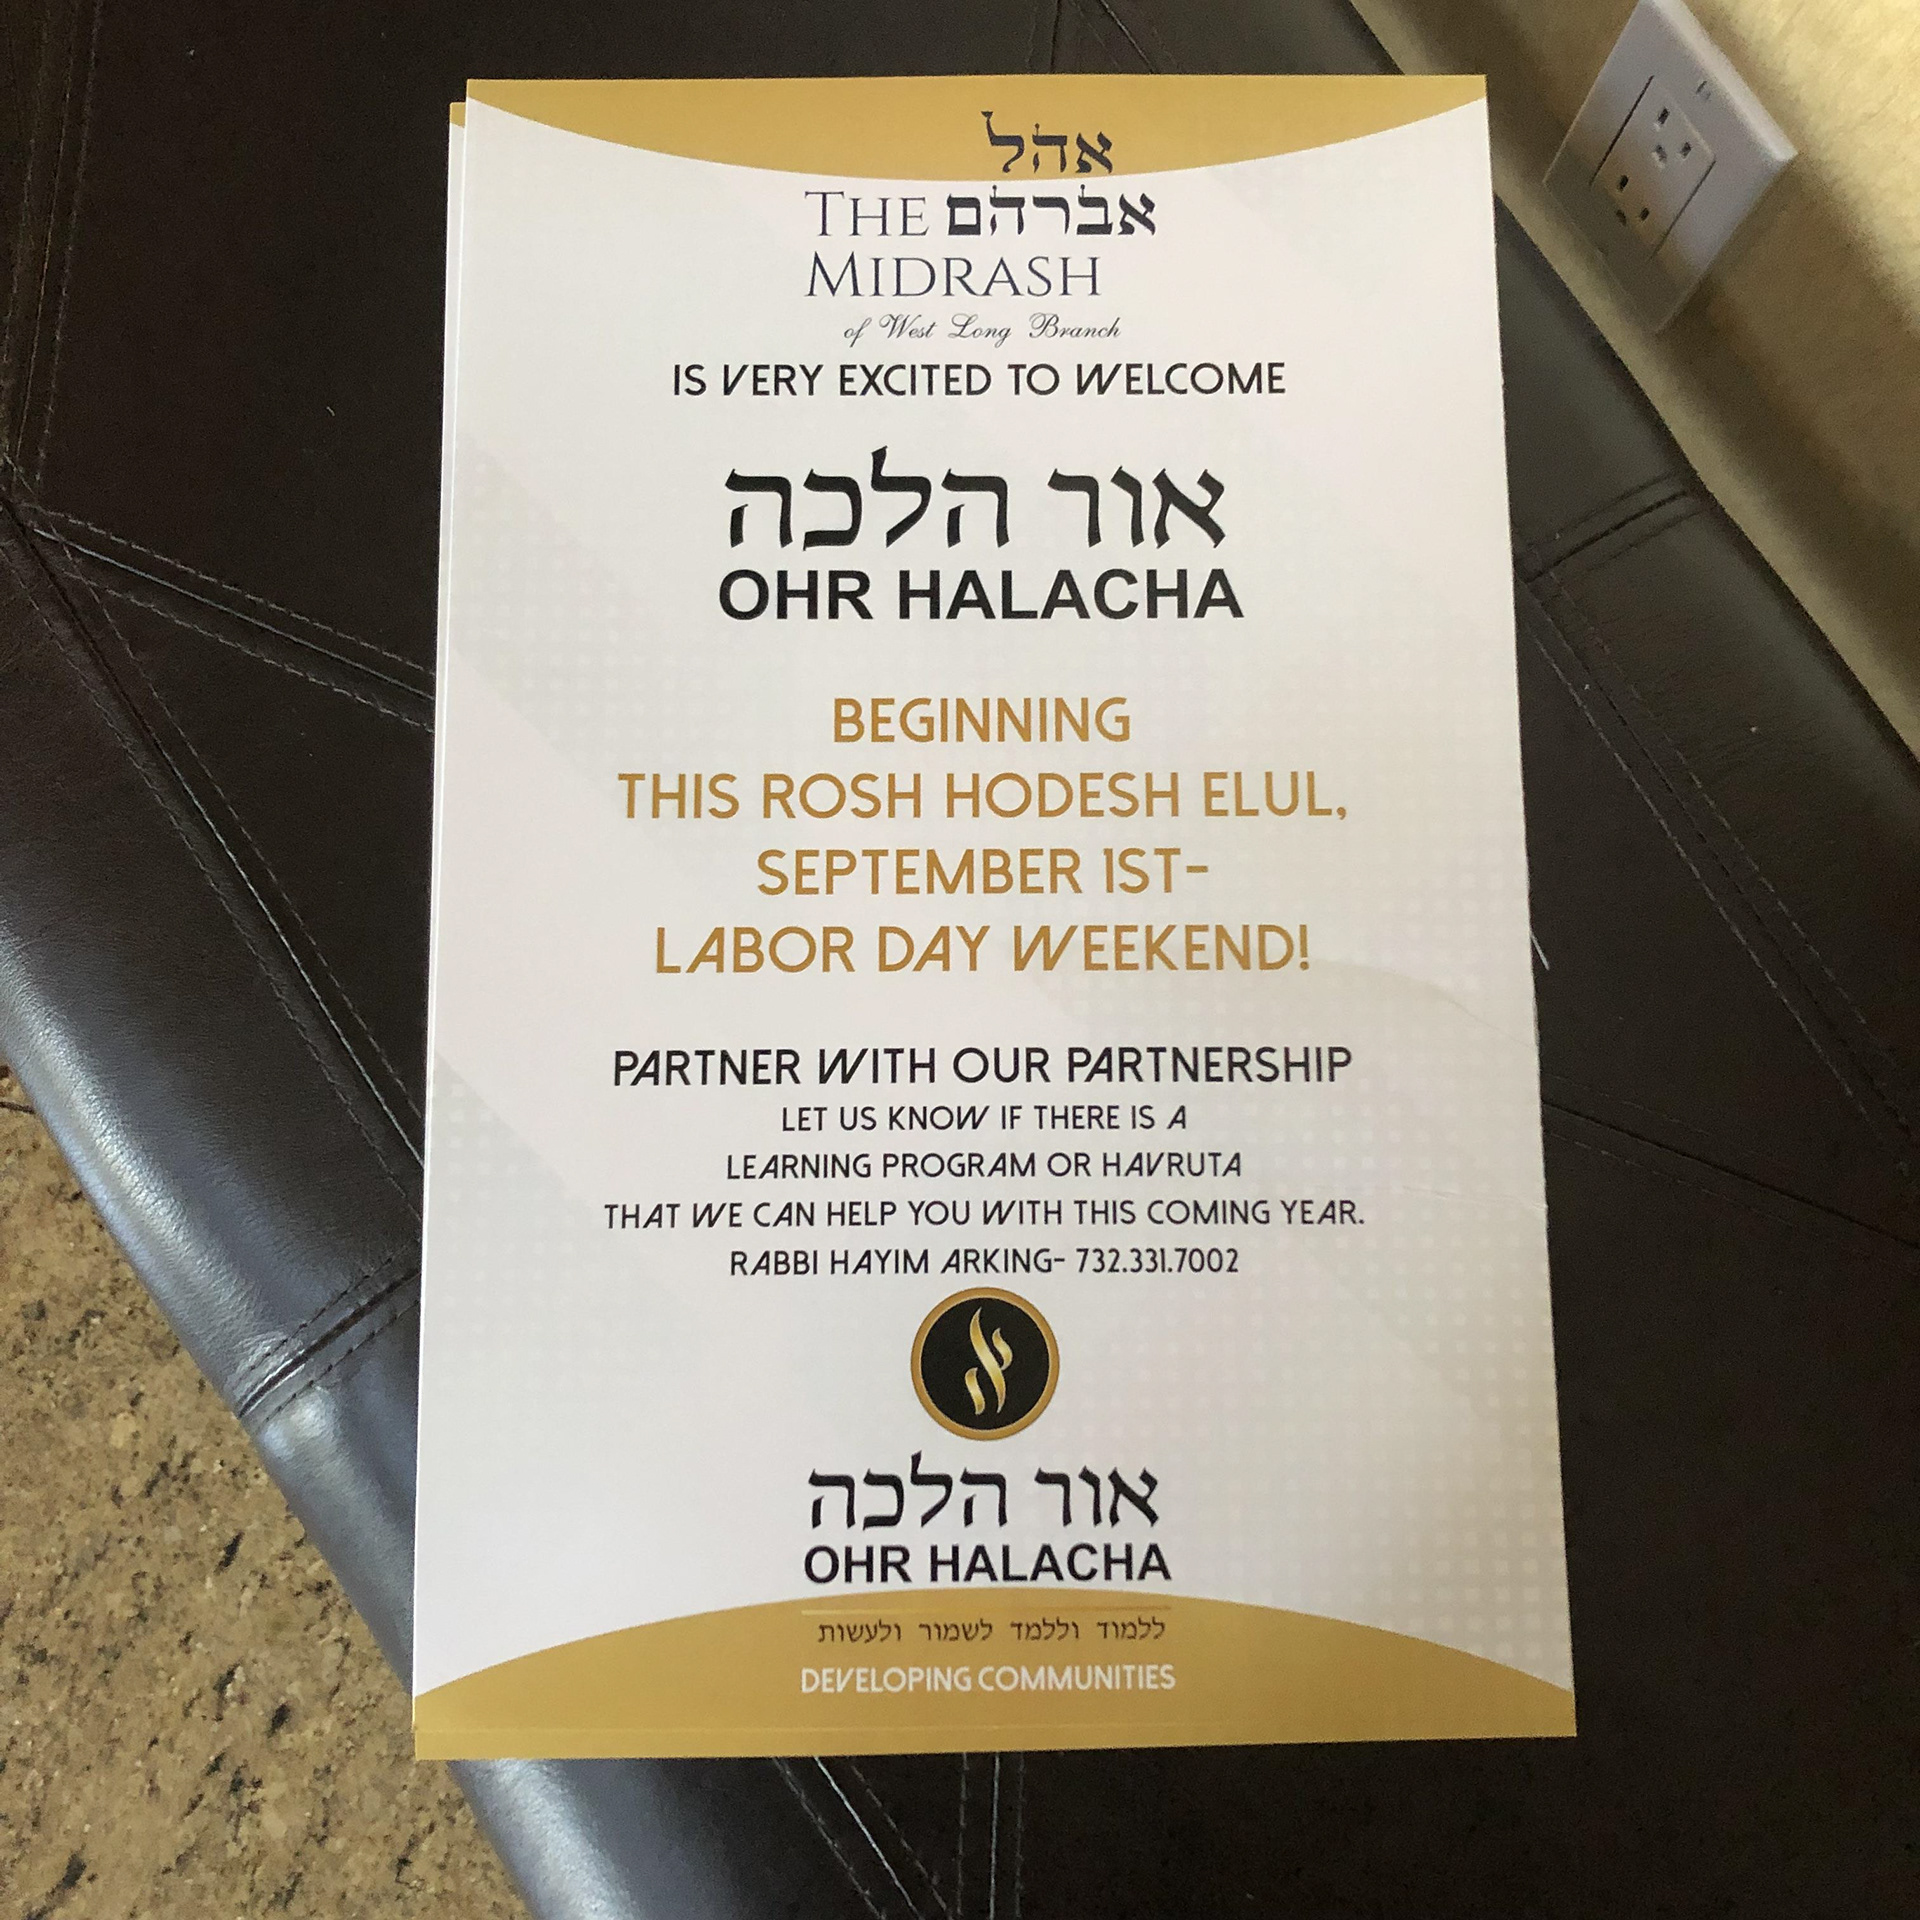 אהל
THE אברהם
MIDRASH
of West Long Branch
IS VERY EXCITED TO WELCOME
אור הלכה
OHR HALACHA
BEGINNING
THIS ROSH HODESH ELUL,
SEPTEMBER 1ST-
LABOR DAY WEEKEND!
PARTNER WITH OUR PARTNERSHIP
LET US KNOW IF THERE IS A
LEARNING PROGRAM OR HAVRUTA
THAT WE CAN HELP YOU WITH THIS COMING YEAR.
RABBI HAYIM ARKING- 732.331.7002
אור הלכה
OHR HALACHA
ללמוד וללמד לשמור ולעשות
DEVELOPING COMMUNITIES